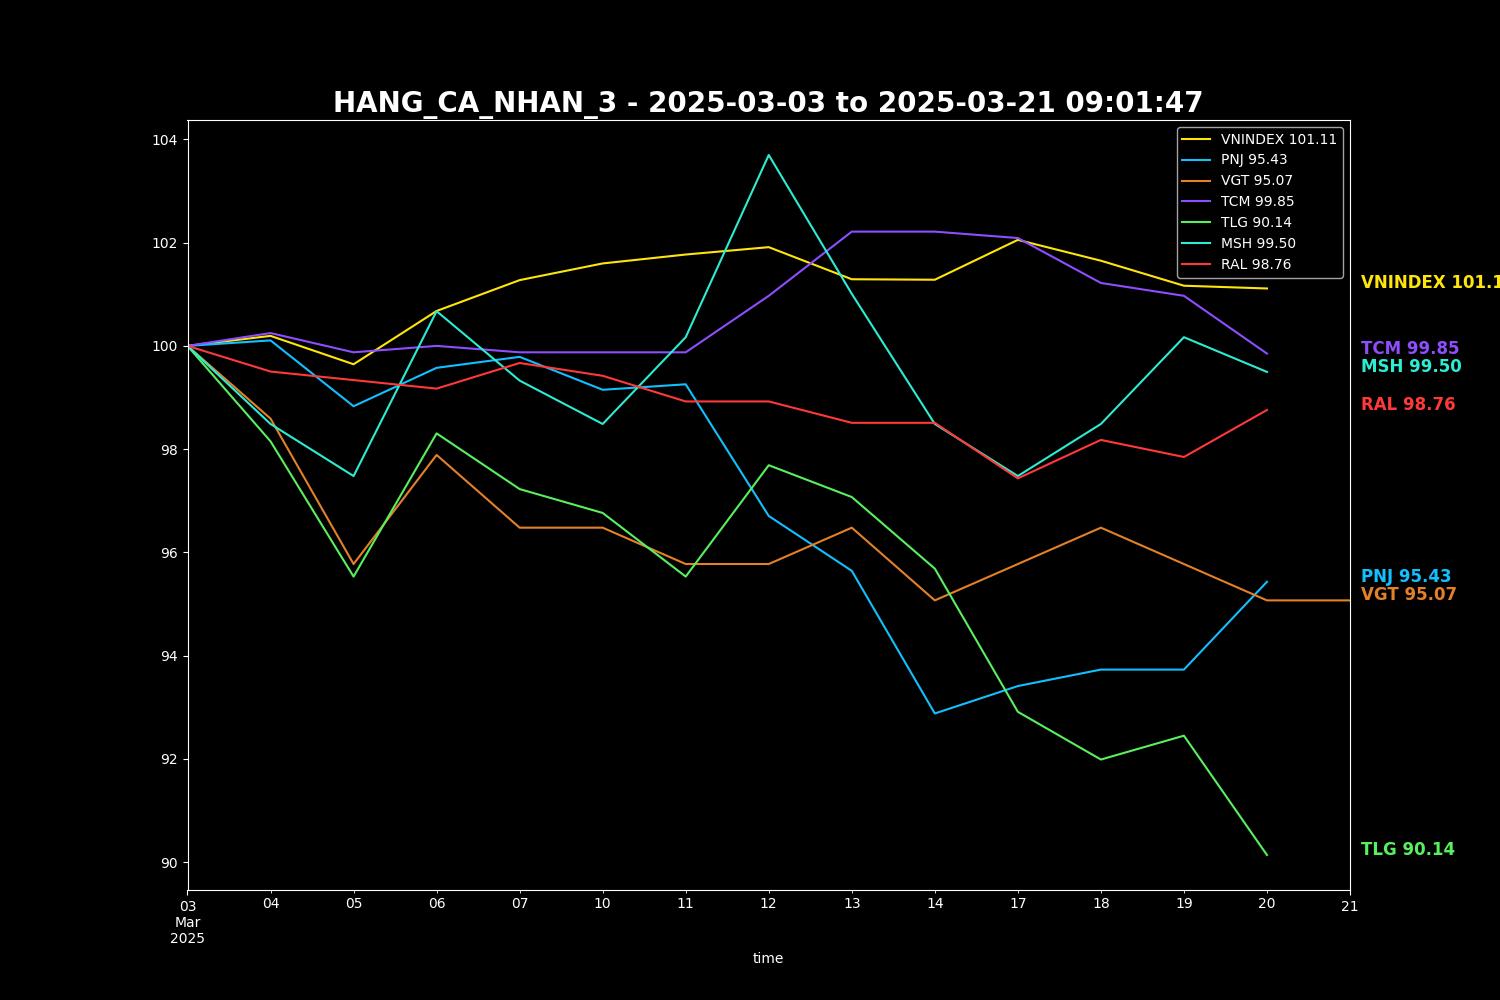 HANG_CA_NHAN_3 - 2025-03-03 to 2025-03-21 09:01:47
104
102
100
98
96
94
92
90
VNINDEX 101.11
PNJ 95.43
VGT 95.07
TCM 99.85
TLG 90.14
MSH 99.50
RAL 98.76
VNINDEX 101.1
TCM 99.85
MSH 99.50
RAL 98.76
PNJ 95.43
VGT 95.07
TLG 90.14
03 04 05 06 07 10 11 12 13 14 17 18 19 20 21
Mar
2025
time